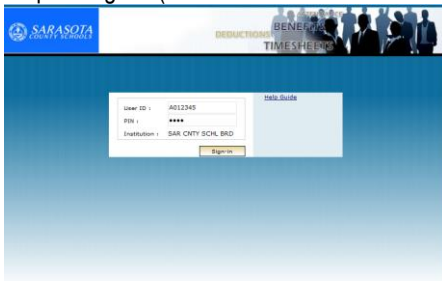 SARASOTA
COUNTY SCHOOLS
DEDUCTIONS
BENEFITS
TIMESHEETS
User ID : A012345
PIN : ••••
Institution : SAR CNTY SCHL BRD
Sign-in
Help Guide